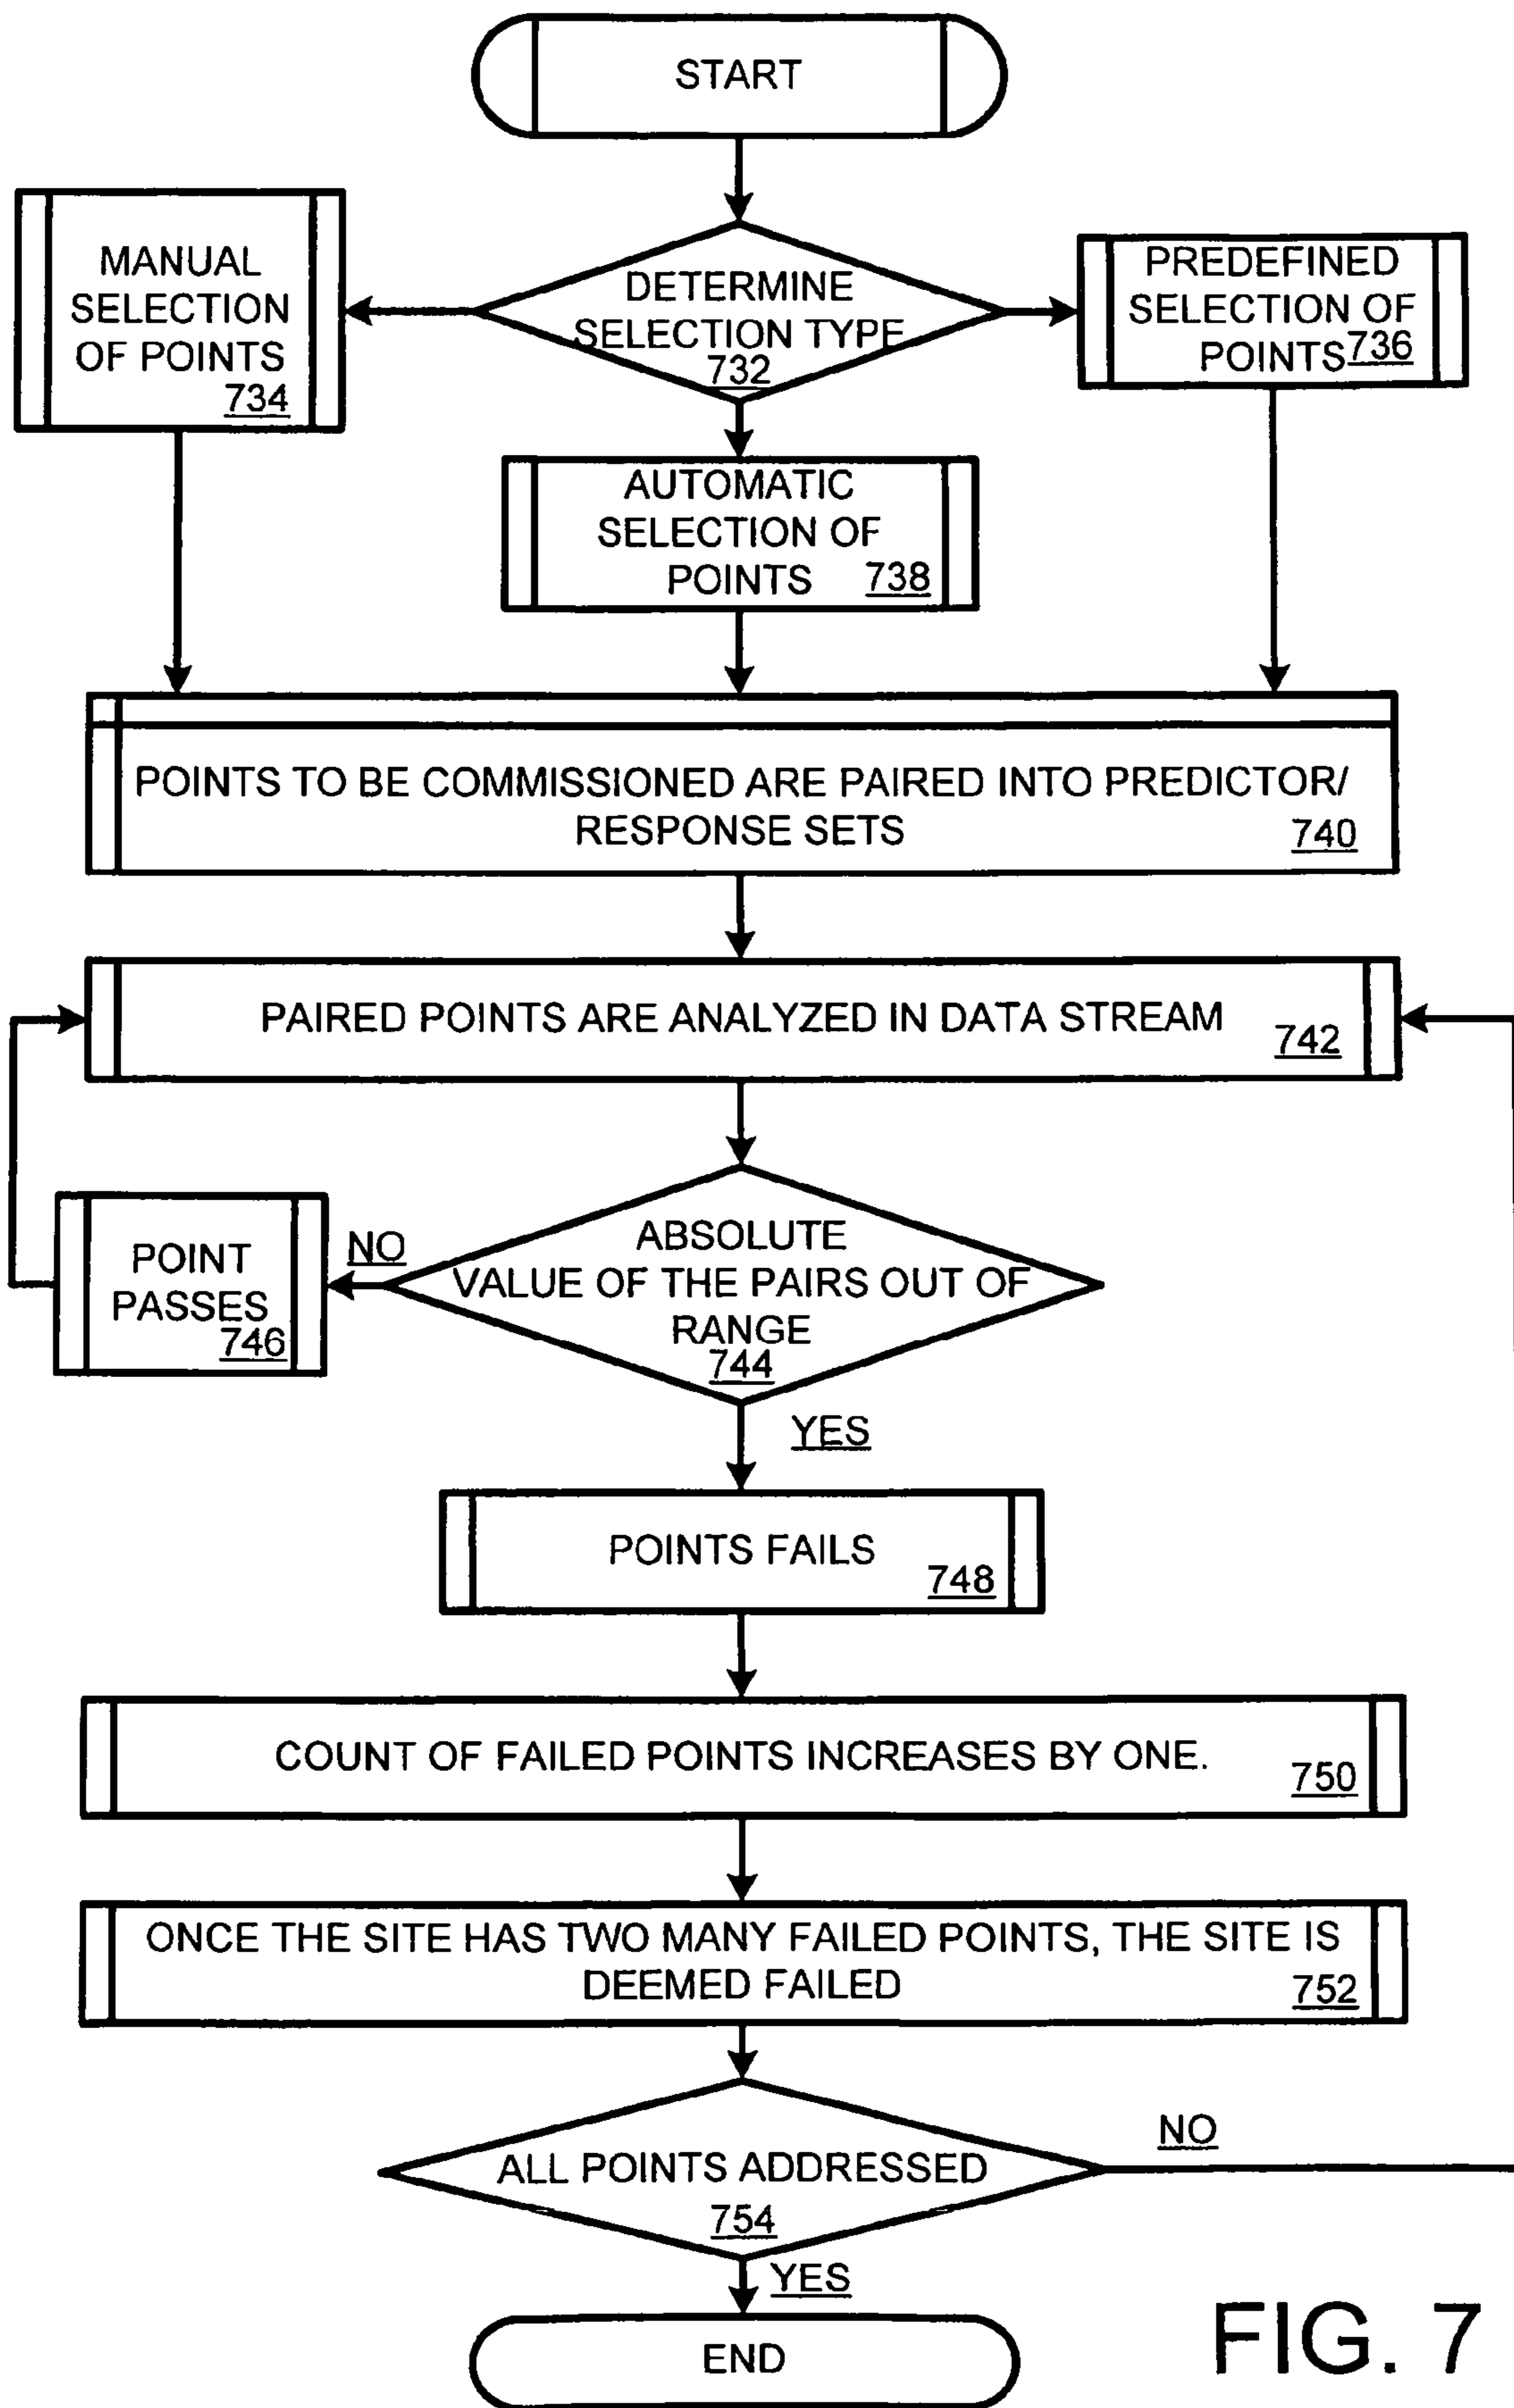 START
DETERMINE
SELECTION TYPE
732
MANUAL
SELECTION
OF POINTS
734
PREDEFINED
SELECTION OF
POINTS 736
AUTOMATIC
SELECTION OF
POINTS 738
POINTS TO BE COMMISSIONED ARE PAIRED INTO PREDICTOR/
RESPONSE SETS 740
PAIRED POINTS ARE ANALYZED IN DATA STREAM 742
ABSOLUTE
VALUE OF THE PAIRS OUT OF
RANGE
744
NO
POINT
PASSES
746
YES
POINTS FAILS 748
COUNT OF FAILED POINTS INCREASES BY ONE. 750
ONCE THE SITE HAS TWO MANY FAILED POINTS, THE SITE IS
DEEMED FAILED 752
ALL POINTS ADDRESSED
754
NO
YES
END
FIG. 7